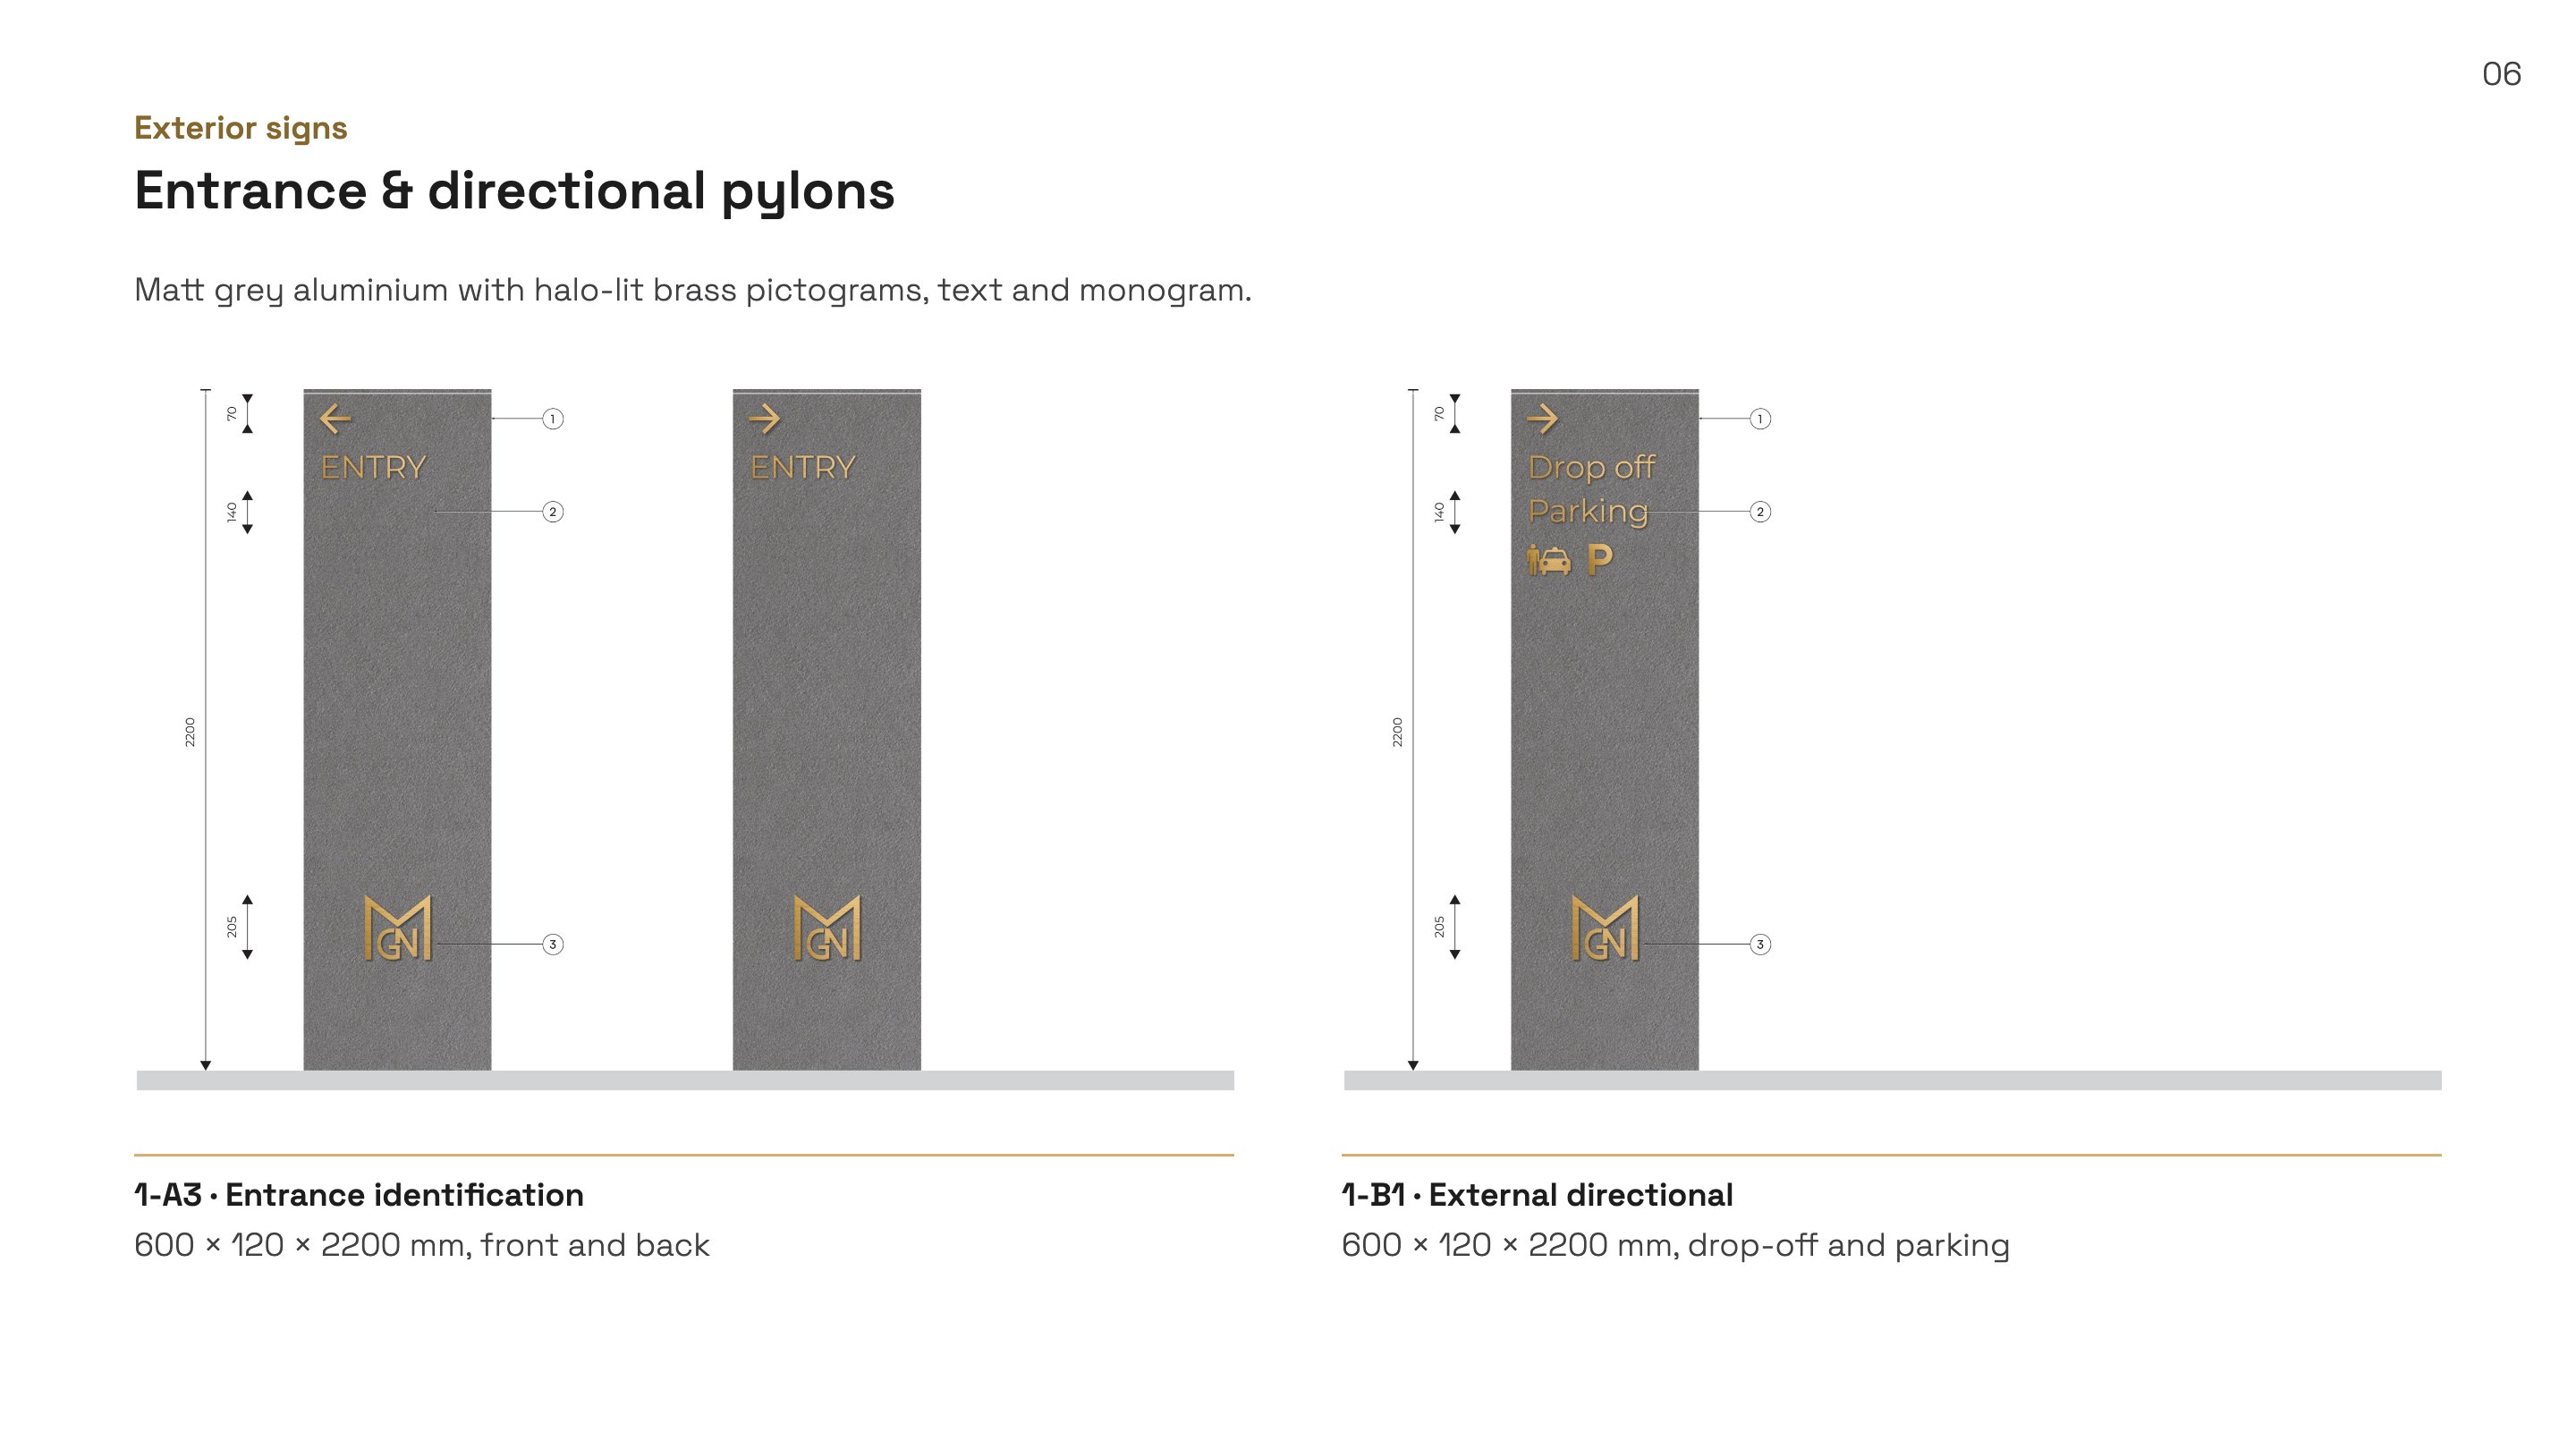 06
Exterior signs
Entrance & directional pylons
Matt grey aluminium with halo-lit brass pictograms, text and monogram.
70
140
2200
205
ENTRY
MGN
1
2
3
ENTRY
MGN
70
140
2200
205
Drop off
Parking
P
MGN
1
2
3
1-A3 · Entrance identification
600 × 120 × 2200 mm, front and back
1-B1 · External directional
600 × 120 × 2200 mm, drop-off and parking